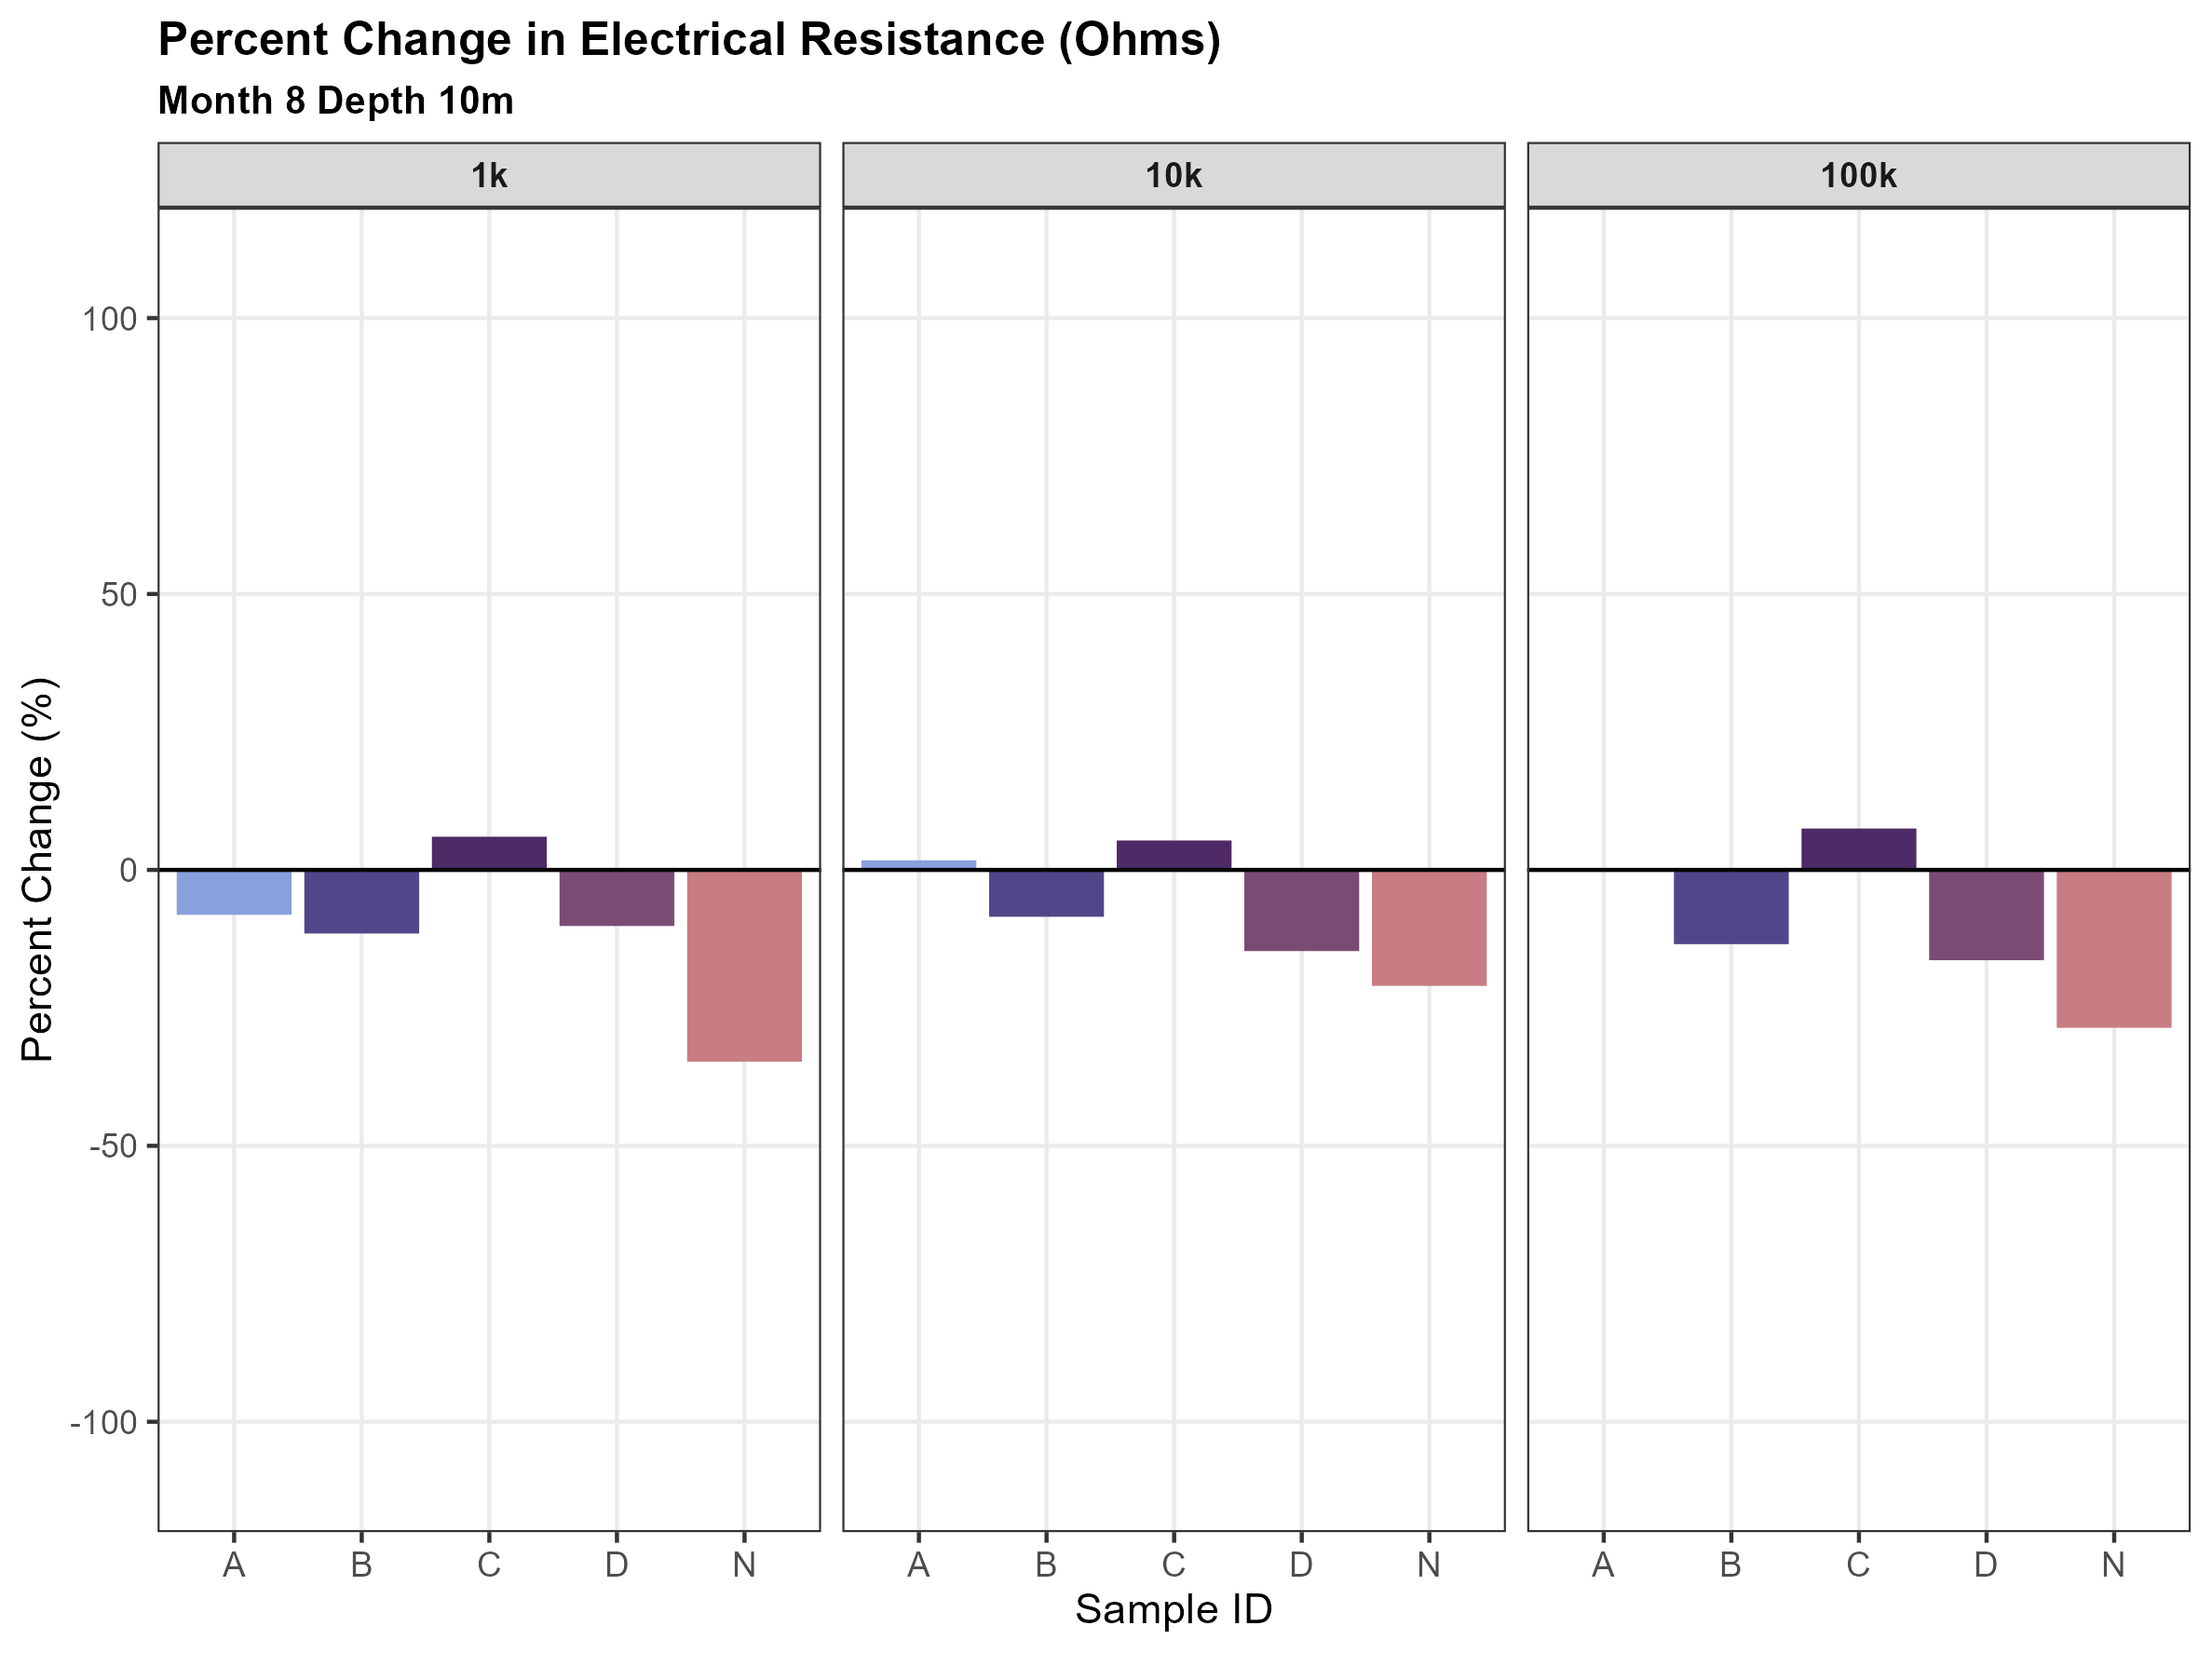 Percent Change in Electrical Resistance (Ohms)
Month 8 Depth 10m
1k
10k
100k
Percent Change (%)
100
50
0
-50
-100
A B C D N
A B C D N
A B C D N
Sample ID